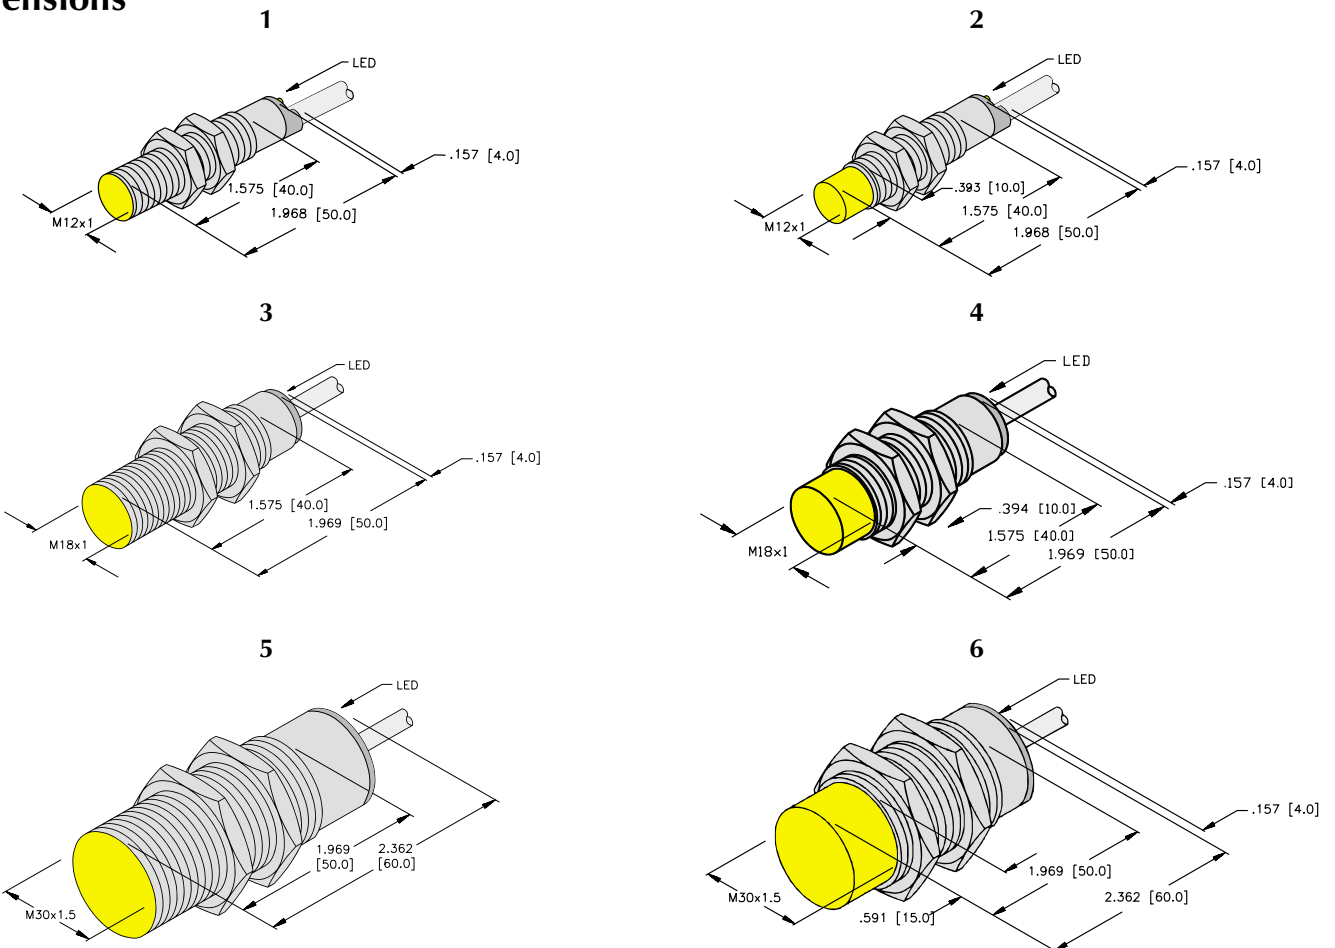 ensions
1
LED
.157 [4.0]
1.575 [40.0]
1.968 [50.0]
M12x1
2
LED
.157 [4.0]
.393 [10.0]
1.575 [40.0]
1.968 [50.0]
M12x1
3
LED
.157 [4.0]
1.575 [40.0]
1.969 [50.0]
M18x1
4
LED
.157 [4.0]
.394 [10.0]
1.575 [40.0]
1.969 [50.0]
M18x1
5
LED
1.969
[50.0]
2.362
[60.0]
M30x1.5
6
LED
.157 [4.0]
1.969 [50.0]
2.362 [60.0]
M30x1.5
.591 [15.0]